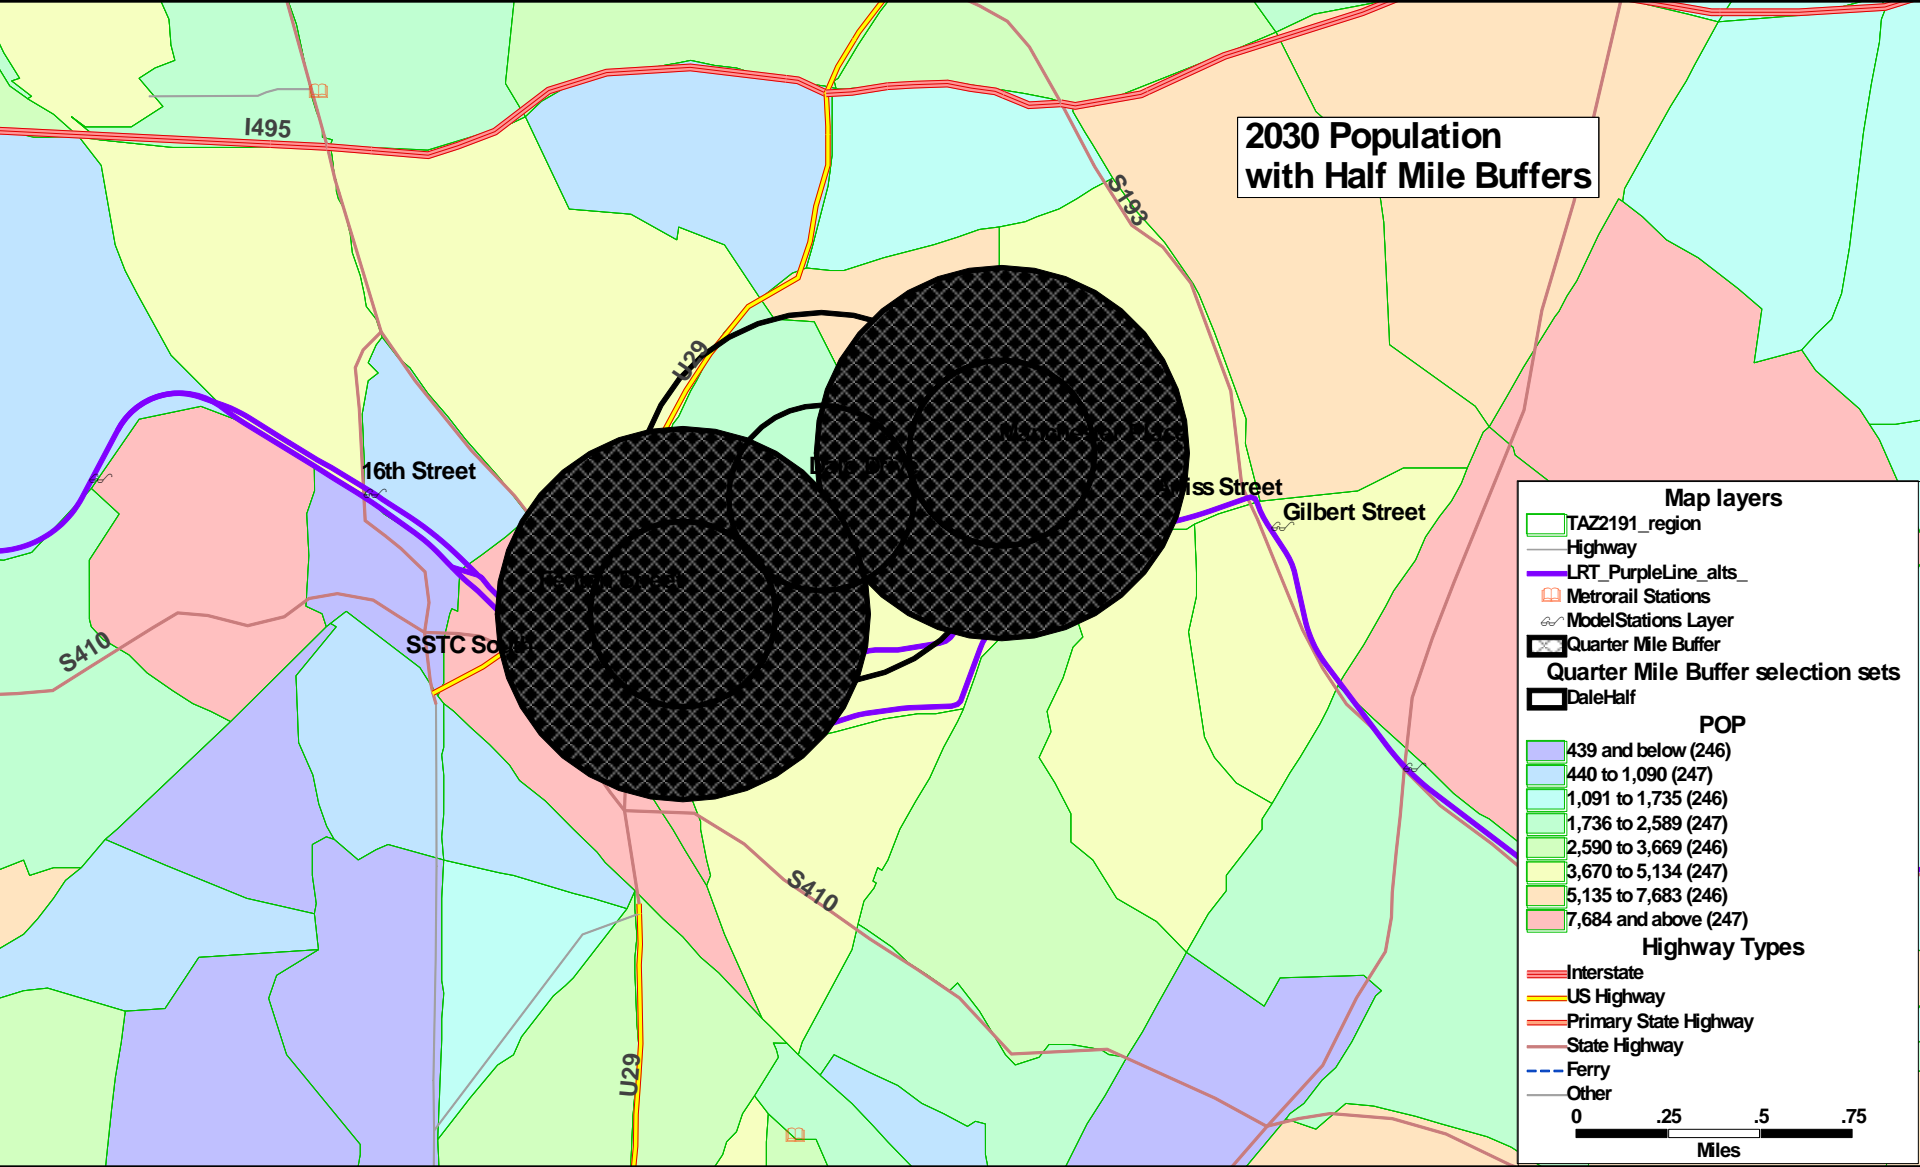 I495
2030 Population
with Half Mile Buffers
S193
U29
16th Street
Gilbert Street
SSTC
S410
S410
U29
Map layers
TAZ2191_region
Highway
LRT_PurpleLine_alts_
Metrorail Stations
ModelStations Layer
Quarter Mile Buffer
Quarter Mile Buffer selection sets
DaleHalf
POP
439 and below (246)
440 to 1,090 (247)
1,091 to 1,735 (246)
1,736 to 2,589 (247)
2,590 to 3,669 (246)
3,670 to 5,134 (247)
5,135 to 7,683 (246)
7,684 and above (247)
Highway Types
Interstate
US Highway
Primary State Highway
State Highway
Ferry
Other
0 .25 .5 .75
Miles